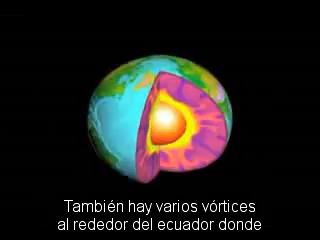 También hay varios vórtices
al rededor del ecuador donde